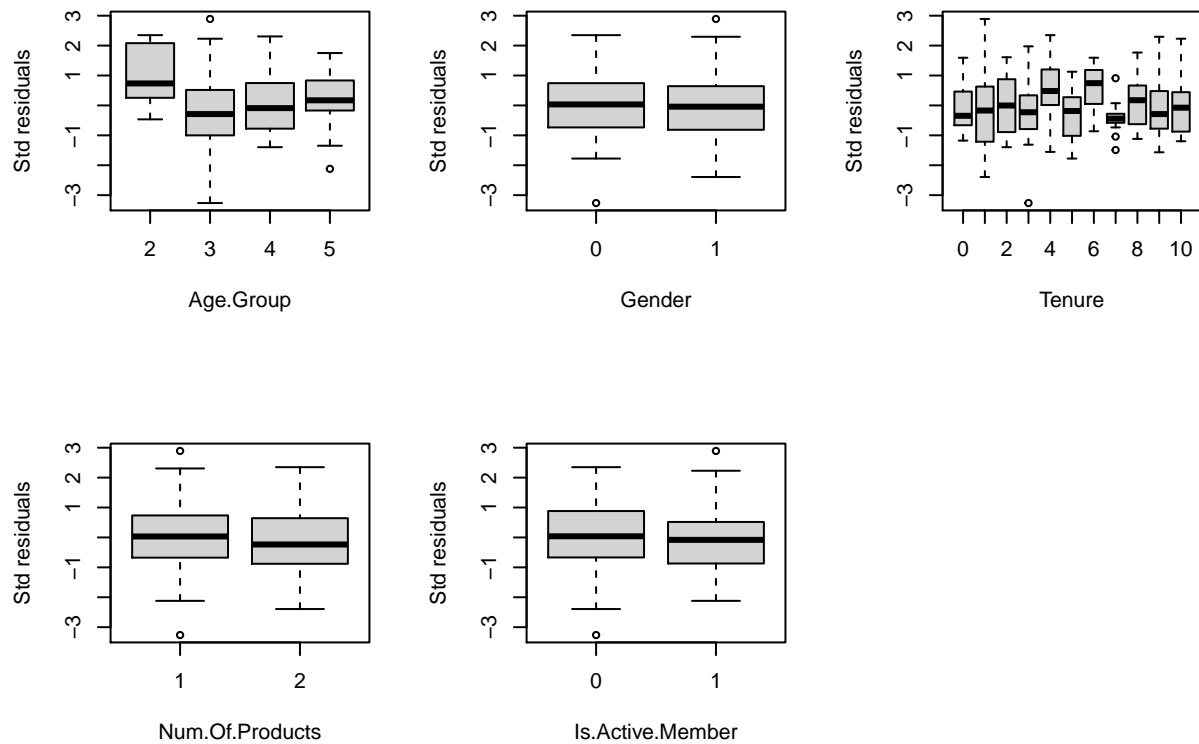 Std residuals
3
2
1
−1
−3
2 3 4 5
Age.Group
Std residuals
3
2
1
−1
−3
0 1
Gender
Std residuals
3
2
1
−1
−3
0 2 4 6 8 10
Tenure
Std residuals
3
2
1
−1
−3
1 2
Num.Of.Products
Std residuals
3
2
1
−1
−3
0 1
Is.Active.Member